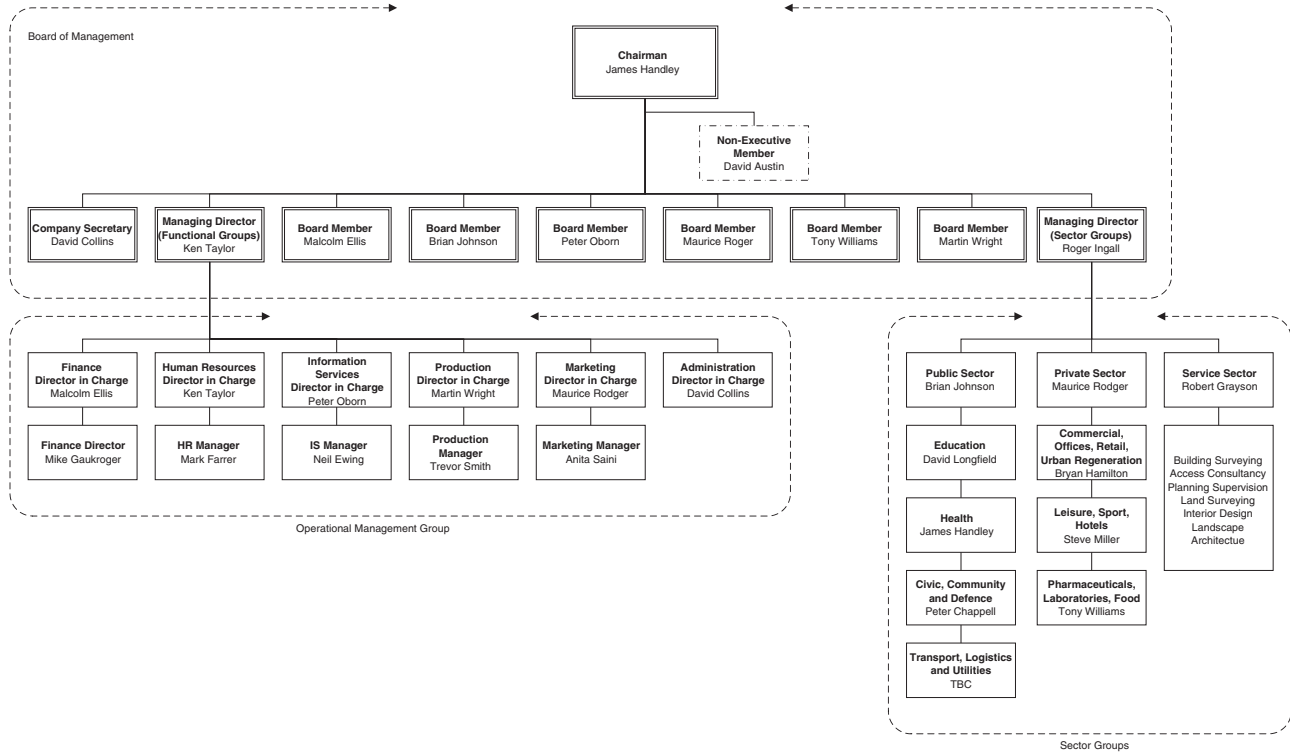 Board of Management
Chairman
James Handley
Non-Executive
Member
David Austin
Company Secretary
David Collins
Managing Director
(Functional Groups)
Ken Taylor
Board Member
Malcolm Ellis
Board Member
Brian Johnson
Board Member
Peter Oborn
Board Member
Maurice Roger
Board Member
Tony Williams
Board Member
Martin Wright
Managing Director
(Sector Groups)
Roger Ingall
Finance
Director in Charge
Malcolm Ellis
Human Resources
Director in Charge
Ken Taylor
Information
Services
Director in Charge
Peter Oborn
Production
Director in Charge
Martin Wright
Marketing
Director in Charge
Maurice Rodger
Administration
Director in Charge
David Collins
Finance Director
Mike Gaukroger
HR Manager
Mark Farrer
IS Manager
Neil Ewing
Production
Manager
Trevor Smith
Marketing Manager
Anita Saini
Operational Management Group
Public Sector
Brian Johnson
Private Sector
Maurice Rodger
Service Sector
Robert Grayson
Education
David Longfield
Commercial,
Offices, Retail,
Urban Regeneration
Bryan Hamilton
Building Surveying
Access Consultancy
Planning Supervision
Land Surveying
Interior Design
Landscape
Architectue
Health
James Handley
Leisure, Sport,
Hotels
Steve Miller
Civic, Community
and Defence
Peter Chappell
Pharmaceuticals,
Laboratories, Food
Tony Williams
Transport, Logistics
and Utilities
TBC
Sector Groups